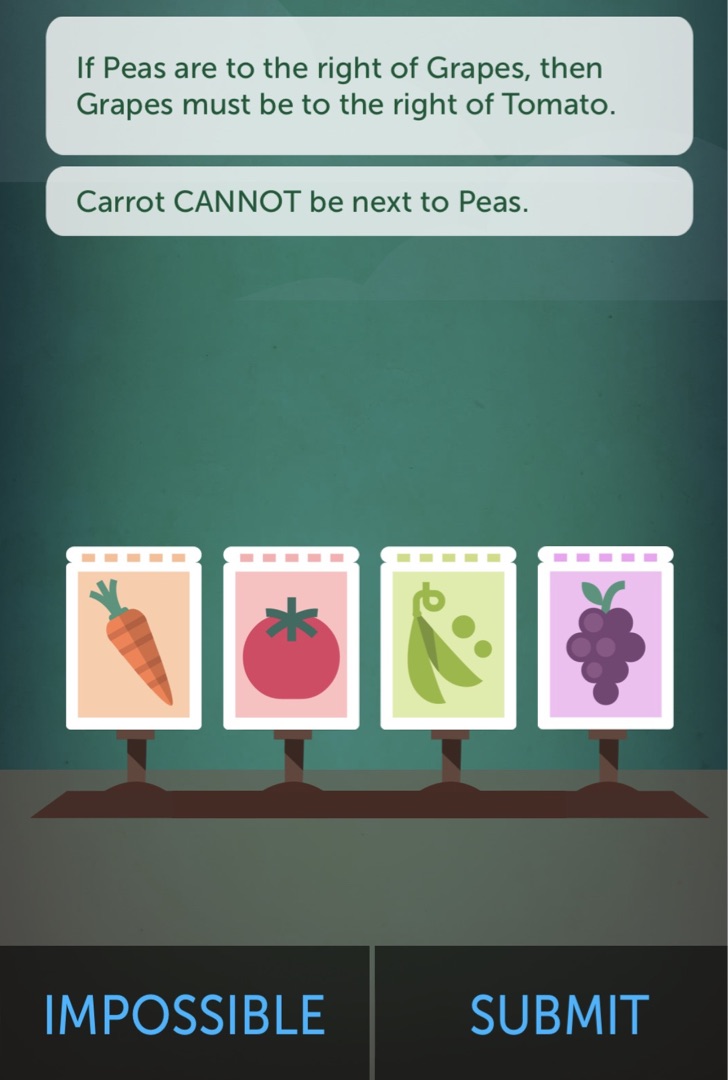 If Peas are to the right of Grapes, then
Grapes must be to the right of Tomato.
Carrot CANNOT be next to Peas.
IMPOSSIBLE
SUBMIT